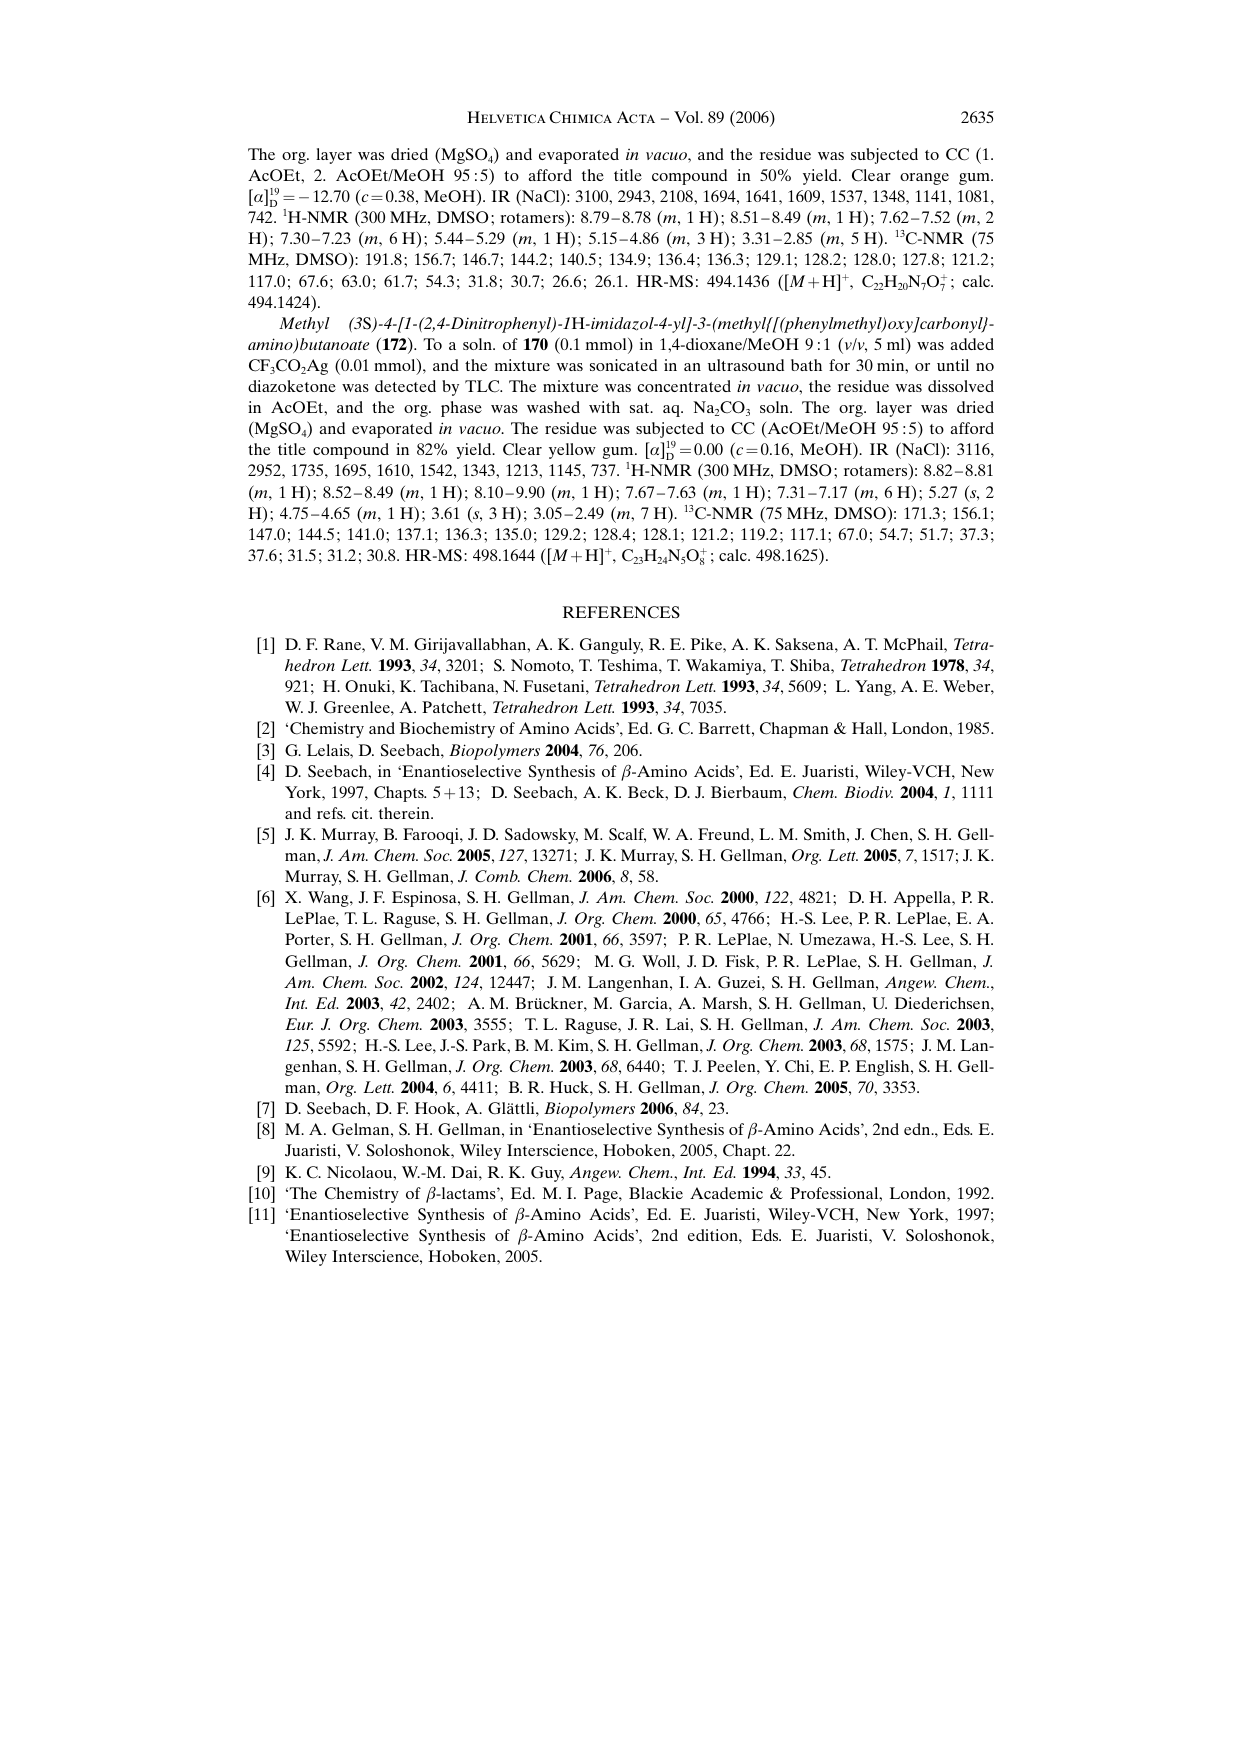 HELVETICA CHIMICA ACTA – Vol. 89 (2006) 2635
The org. layer was dried (MgSO₄) and evaporated in vacuo, and the residue was subjected to CC (1.
AcOEt, 2. AcOEt/MeOH 95:5) to afford the title compound in 50% yield. Clear orange gum.
[α]¹⁹_D = −12.70 (c=0.38, MeOH). IR (NaCl): 3100, 2943, 2108, 1694, 1641, 1609, 1537, 1348, 1141, 1081,
742. ¹H-NMR (300 MHz, DMSO; rotamers): 8.79–8.78 (m, 1 H); 8.51–8.49 (m, 1 H); 7.62–7.52 (m, 2
H); 7.30–7.23 (m, 6 H); 5.44–5.29 (m, 1 H); 5.15–4.86 (m, 3 H); 3.31–2.85 (m, 5 H). ¹³C-NMR (75
MHz, DMSO): 191.8; 156.7; 146.7; 144.2; 140.5; 134.9; 136.4; 136.3; 129.1; 128.2; 128.0; 127.8; 121.2;
117.0; 67.6; 63.0; 61.7; 54.3; 31.8; 30.7; 26.6; 26.1. HR-MS: 494.1436 ([M+H]⁺, C₂₂H₂₀N₇O₇⁺; calc.
494.1424).
Methyl (3S)-4-[1-(2,4-Dinitrophenyl)-1H-imidazol-4-yl]-3-(methyl{[(phenylmethyl)oxy]carbonyl}-
amino)butanoate (172). To a soln. of 170 (0.1 mmol) in 1,4-dioxane/MeOH 9:1 (v/v, 5 ml) was added
CF₃CO₂Ag (0.01 mmol), and the mixture was sonicated in an ultrasound bath for 30 min, or until no
diazoketone was detected by TLC. The mixture was concentrated in vacuo, the residue was dissolved
in AcOEt, and the org. phase was washed with sat. aq. Na₂CO₃ soln. The org. layer was dried
(MgSO₄) and evaporated in vacuo. The residue was subjected to CC (AcOEt/MeOH 95:5) to afford
the title compound in 82% yield. Clear yellow gum. [α]¹⁹_D = 0.00 (c=0.16, MeOH). IR (NaCl): 3116,
2952, 1735, 1695, 1610, 1542, 1343, 1213, 1145, 737. ¹H-NMR (300 MHz, DMSO; rotamers): 8.82–8.81
(m, 1 H); 8.52–8.49 (m, 1 H); 8.10–9.90 (m, 1 H); 7.67–7.63 (m, 1 H); 7.31–7.17 (m, 6 H); 5.27 (s, 2
H); 4.75–4.65 (m, 1 H); 3.61 (s, 3 H); 3.05–2.49 (m, 7 H). ¹³C-NMR (75 MHz, DMSO): 171.3; 156.1;
147.0; 144.5; 141.0; 137.1; 136.3; 135.0; 129.2; 128.4; 128.1; 121.2; 119.2; 117.1; 67.0; 54.7; 51.7; 37.3;
37.6; 31.5; 31.2; 30.8. HR-MS: 498.1644 ([M+H]⁺, C₂₃H₂₄N₅O₈⁺; calc. 498.1625).
REFERENCES
[1] D. F. Rane, V. M. Girijavallabhan, A. K. Ganguly, R. E. Pike, A. K. Saksena, A. T. McPhail, Tetra-
hedron Lett. 1993, 34, 3201; S. Nomoto, T. Teshima, T. Wakamiya, T. Shiba, Tetrahedron 1978, 34,
921; H. Onuki, K. Tachibana, N. Fusetani, Tetrahedron Lett. 1993, 34, 5609; L. Yang, A. E. Weber,
W. J. Greenlee, A. Patchett, Tetrahedron Lett. 1993, 34, 7035.
[2] ‘Chemistry and Biochemistry of Amino Acids’, Ed. G. C. Barrett, Chapman & Hall, London, 1985.
[3] G. Lelais, D. Seebach, Biopolymers 2004, 76, 206.
[4] D. Seebach, in ‘Enantioselective Synthesis of β-Amino Acids’, Ed. E. Juaristi, Wiley-VCH, New
York, 1997, Chapts. 5+13; D. Seebach, A. K. Beck, D. J. Bierbaum, Chem. Biodiv. 2004, 1, 1111
and refs. cit. therein.
[5] J. K. Murray, B. Farooqi, J. D. Sadowsky, M. Scalf, W. A. Freund, L. M. Smith, J. Chen, S. H. Gell-
man, J. Am. Chem. Soc. 2005, 127, 13271; J. K. Murray, S. H. Gellman, Org. Lett. 2005, 7, 1517; J. K.
Murray, S. H. Gellman, J. Comb. Chem. 2006, 8, 58.
[6] X. Wang, J. F. Espinosa, S. H. Gellman, J. Am. Chem. Soc. 2000, 122, 4821; D. H. Appella, P. R.
LePlae, T. L. Raguse, S. H. Gellman, J. Org. Chem. 2000, 65, 4766; H.-S. Lee, P. R. LePlae, E. A.
Porter, S. H. Gellman, J. Org. Chem. 2001, 66, 3597; P. R. LePlae, N. Umezawa, H.-S. Lee, S. H.
Gellman, J. Org. Chem. 2001, 66, 5629; M. G. Woll, J. D. Fisk, P. R. LePlae, S. H. Gellman, J.
Am. Chem. Soc. 2002, 124, 12447; J. M. Langenhan, I. A. Guzei, S. H. Gellman, Angew. Chem.,
Int. Ed. 2003, 42, 2402; A. M. Brückner, M. Garcia, A. Marsh, S. H. Gellman, U. Diederichsen,
Eur. J. Org. Chem. 2003, 3555; T. L. Raguse, J. R. Lai, S. H. Gellman, J. Am. Chem. Soc. 2003,
125, 5592; H.-S. Lee, J.-S. Park, B. M. Kim, S. H. Gellman, J. Org. Chem. 2003, 68, 1575; J. M. Lan-
genhan, S. H. Gellman, J. Org. Chem. 2003, 68, 6440; T. J. Peelen, Y. Chi, E. P. English, S. H. Gell-
man, Org. Lett. 2004, 6, 4411; B. R. Huck, S. H. Gellman, J. Org. Chem. 2005, 70, 3353.
[7] D. Seebach, D. F. Hook, A. Glättli, Biopolymers 2006, 84, 23.
[8] M. A. Gelman, S. H. Gellman, in ‘Enantioselective Synthesis of β-Amino Acids’, 2nd edn., Eds. E.
Juaristi, V. Soloshonok, Wiley Interscience, Hoboken, 2005, Chapt. 22.
[9] K. C. Nicolaou, W.-M. Dai, R. K. Guy, Angew. Chem., Int. Ed. 1994, 33, 45.
[10] ‘The Chemistry of β-lactams’, Ed. M. I. Page, Blackie Academic & Professional, London, 1992.
[11] ‘Enantioselective Synthesis of β-Amino Acids’, Ed. E. Juaristi, Wiley-VCH, New York, 1997;
‘Enantioselective Synthesis of β-Amino Acids’, 2nd edition, Eds. E. Juaristi, V. Soloshonok,
Wiley Interscience, Hoboken, 2005.